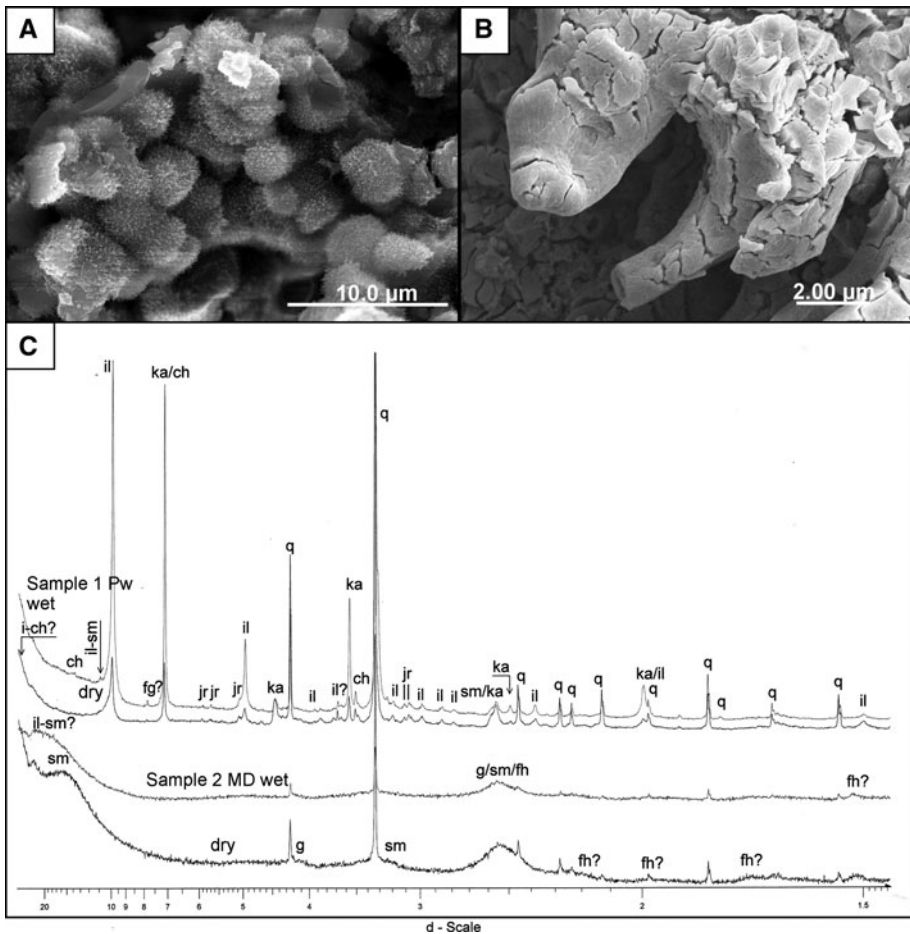 A
10.0 µm
B
2.00 µm
C
il
ka/ch
q
Sample 1 Pw
wet
i-ch?
ch
il-sm
dry
fg?
jr
jr
jr
il
ka
q
il
il?
ka
ch
il
jr
il
il
il
il
sm/ka
ka
q
il
q
q
q
ka/il
q
q
q
q
q
il
il-sm?
sm
Sample 2 MD wet
g/sm/fh
fh?
dry
g
sm
fh?
fh?
fh?
20 10 9 8 7 6 5 4 3 2 1.5
d - Scale